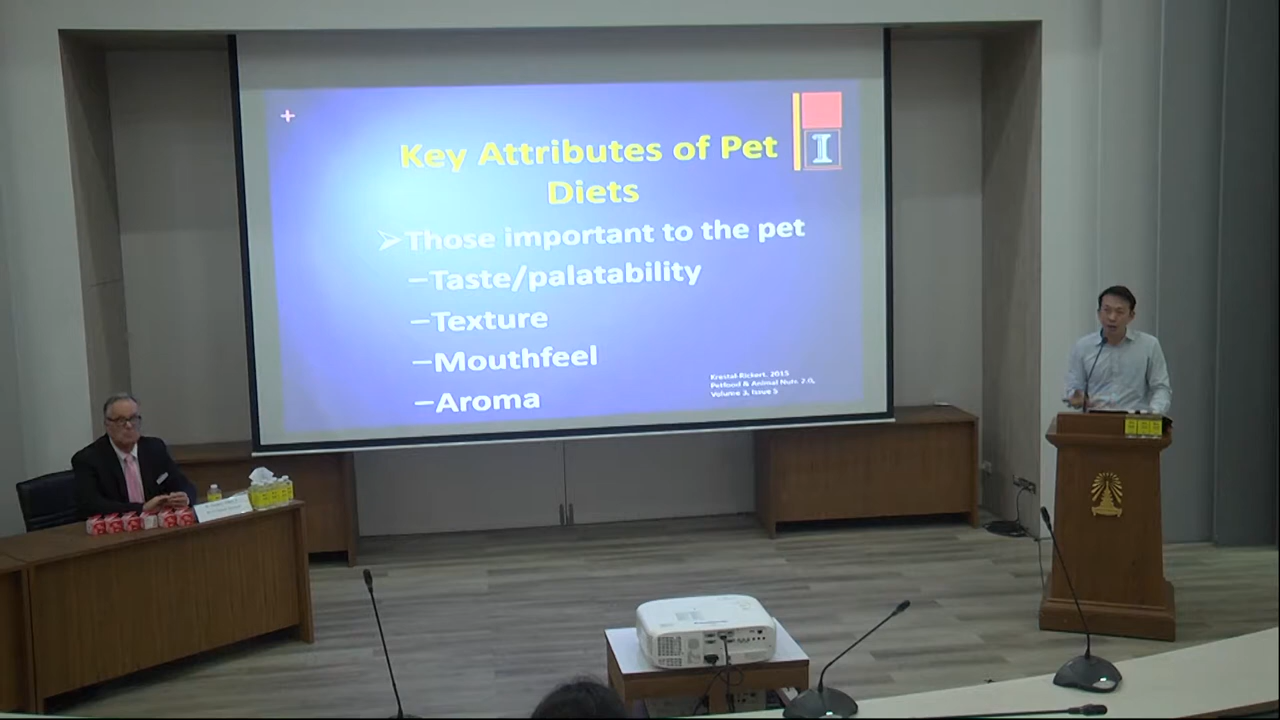 Key Attributes of Pet
Diets
Those important to the pet
–Taste/palatability
–Texture
–Mouthfeel
–Aroma
Krestel-Rickert. 2015
Petfood & Animal Nutr. 2.0,
Volume 3, Issue 5
I